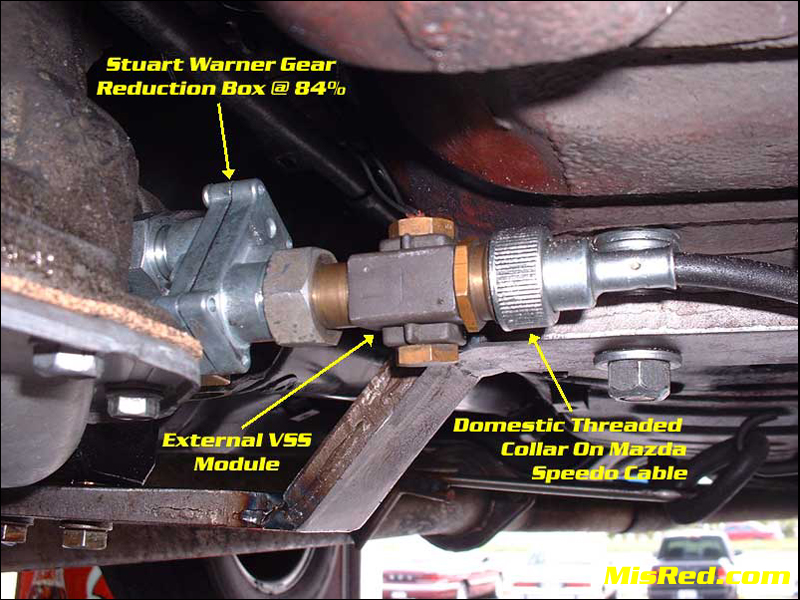 Stuart Warner Gear
Reduction Box @ 84%
External VSS
Module
Domestic Threaded
Collar On Mazda
Speedo Cable
MisRed.com